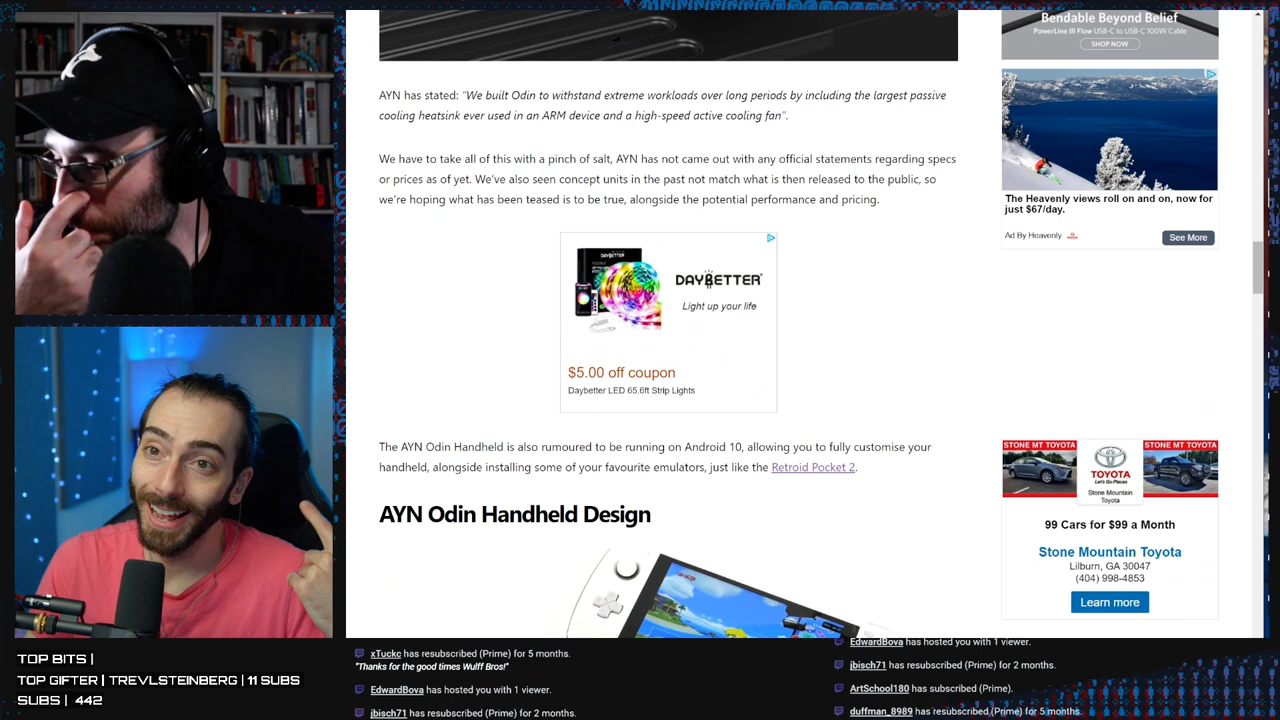 Bendable Beyond Belief
PowerLine III Flow USB-C to USB-C 100W Cable
SHOP NOW
AYN has stated: "We built Odin to withstand extreme workloads over long periods by including the largest passive
cooling heatsink ever used in an ARM device and a high-speed active cooling fan".
We have to take all of this with a pinch of salt, AYN has not came out with any official statements regarding specs
or prices as of yet. We've also seen concept units in the past not match what is then released to the public, so
we're hoping what has been teased is to be true, alongside the potential performance and pricing.
The Heavenly views roll on and on, now for
just $67/day.
Ad By Heavenly
See More
DAYBETTER
DAYBETTER
Light up your life
$5.00 off coupon
Daybetter LED 65.6ft Strip Lights
The AYN Odin Handheld is also rumoured to be running on Android 10, allowing you to fully customise your
handheld, alongside installing some of your favourite emulators, just like the Retroid Pocket 2.
AYN Odin Handheld Design
STONE MT TOYOTA
STONE MT TOYOTA
TOYOTA
Let's Go Places
Stone Mountain
Toyota
99 Cars for $99 a Month
Stone Mountain Toyota
Lilburn, GA 30047
(404) 998-4853
Learn more
TOP BITS |
TOP GIFTER | TREVLSTEINBERG | 11 SUBS
SUBS | 442
xTuckc has resubscribed (Prime) for 5 months.
"Thanks for the good times Wulff Bros!"
EdwardBova has hosted you with 1 viewer.
jbisch71 has resubscribed (Prime) for 2 months.
EdwardBova has hosted you with 1 viewer.
jbisch71 has resubscribed (Prime) for 2 months.
ArtSchool180 has subscribed (Prime).
duffman_8989 has resubscribed (Prime) for 5 months.